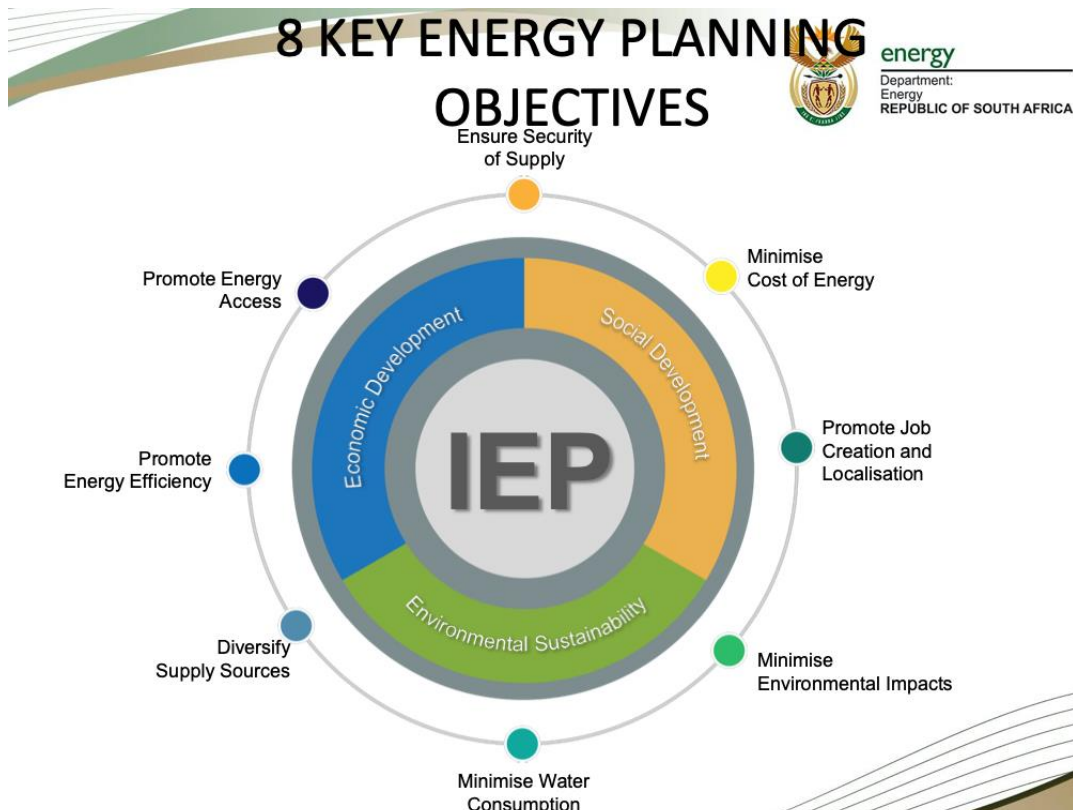 8 KEY ENERGY PLANNING
OBJECTIVES
energy
Department:
Energy
REPUBLIC OF SOUTH AFRICA
Ensure Security
of Supply
Minimise
Cost of Energy
Promote Job
Creation and
Localisation
Minimise
Environmental Impacts
Minimise Water
Consumption
Diversify
Supply Sources
Promote
Energy Efficiency
Promote Energy
Access
Economic Development
Social Development
Environmental Sustainability
IEP